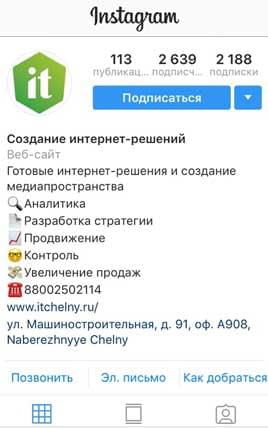 Instagram
it
113 2 639 2 188
публикац... подписч... подписки
Подписаться
Создание интернет-решений
Веб-сайт
Готовые интернет-решения и создание
медиапространства
Аналитика
Разработка стратегии
Продвижение
Контроль
Увеличение продаж
88002502114
www.itchelny.ru/
ул. Машиностроительная, д. 91, оф. А908,
Naberezhnyye Chelny
Позвонить Эл. письмо Как добраться